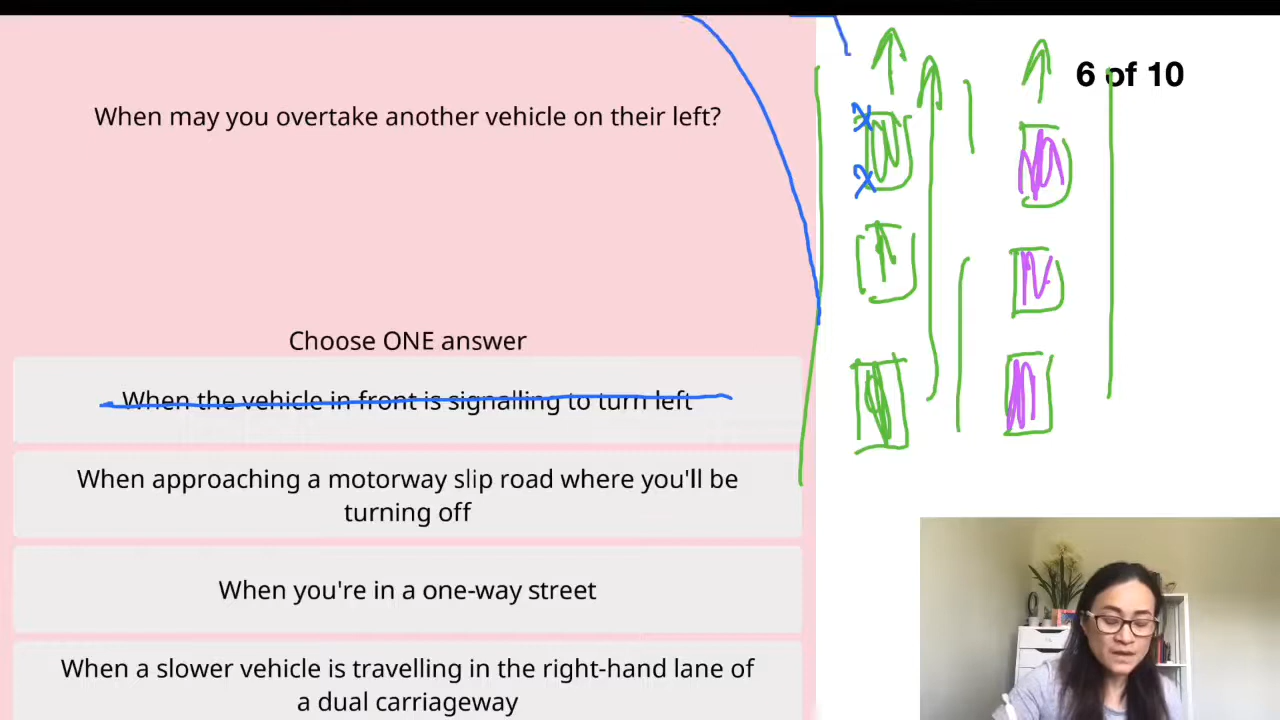 When may you overtake another vehicle on their left?
6 of 10
Choose ONE answer
When the vehicle in front is signalling to turn left
When approaching a motorway slip road where you'll be
turning off
When you're in a one-way street
When a slower vehicle is travelling in the right-hand lane of
a dual carriageway